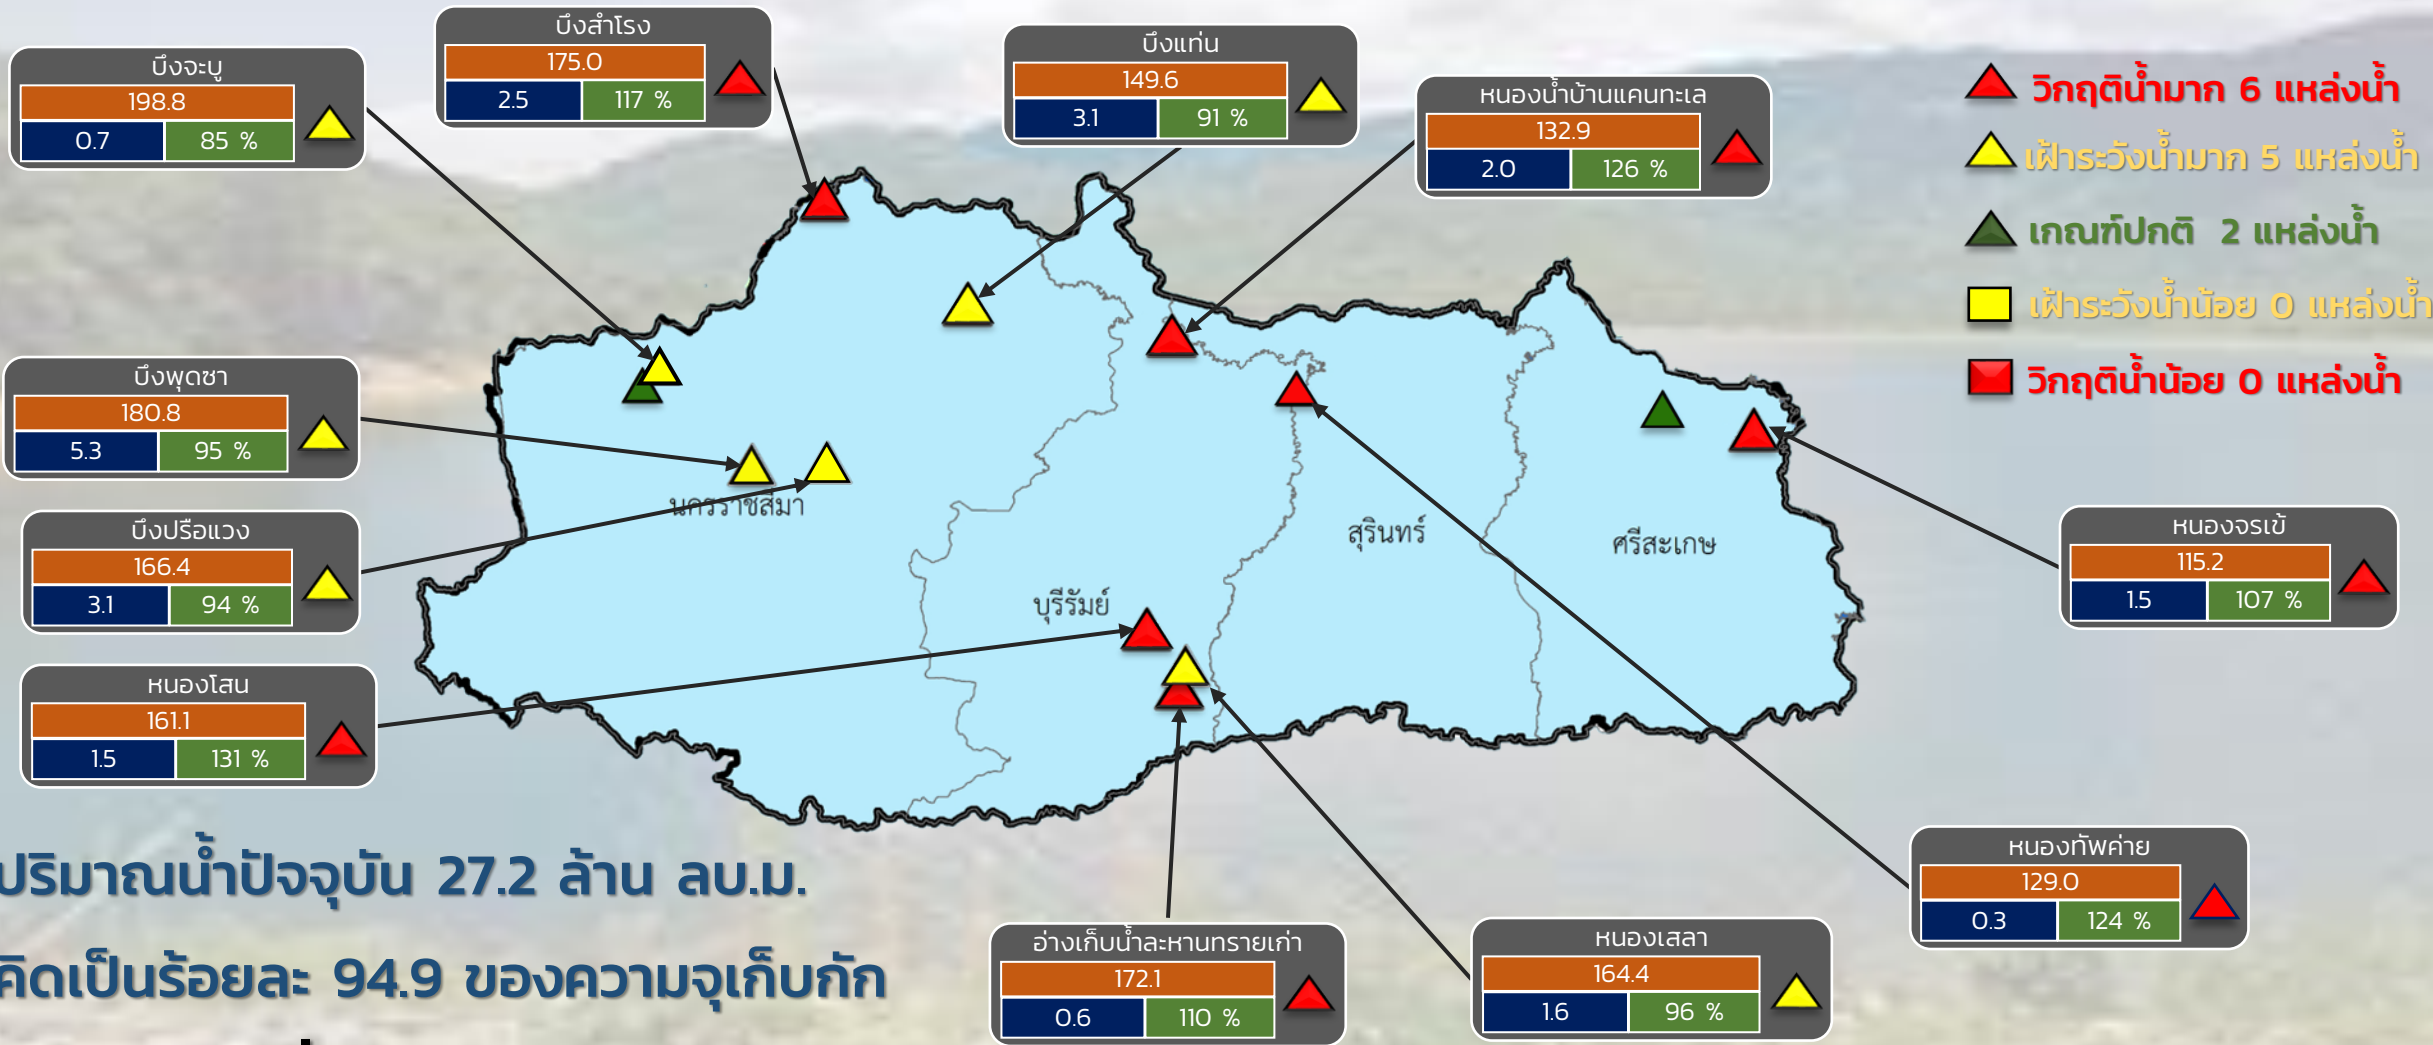 บึงจะบู
198.8
0.7 85 %
บึงสำโรง
175.0
2.5 117 %
บึงแท่น
149.6
3.1 91 %
หนองน้ำบ้านแคนทะเล
132.9
2.0 126 %
วิกฤติน้ำมาก 6 แหล่งน้ำ
เฝ้าระวังน้ำมาก 5 แหล่งน้ำ
เกณฑ์ปกติ 2 แหล่งน้ำ
เฝ้าระวังน้ำน้อย 0 แหล่งน้ำ
วิกฤติน้ำน้อย 0 แหล่งน้ำ
บึงพุดซา
180.8
5.3 95 %
บึงปรือแวง
166.4
3.1 94 %
หนองโสน
161.1
1.5 131 %
นครราชสีมา
บุรีรัมย์
สุรินทร์
ศรีสะเกษ
หนองจรเข้
115.2
1.5 107 %
หนองทัพค่าย
129.0
0.3 124 %
อ่างเก็บน้ำละหานทรายเก่า
172.1
0.6 110 %
หนองเสลา
164.4
1.6 96 %
ปริมาณน้ำปัจจุบัน 27.2 ล้าน ลบ.ม.
คิดเป็นร้อยละ 94.9 ของความจุเก็บกัก